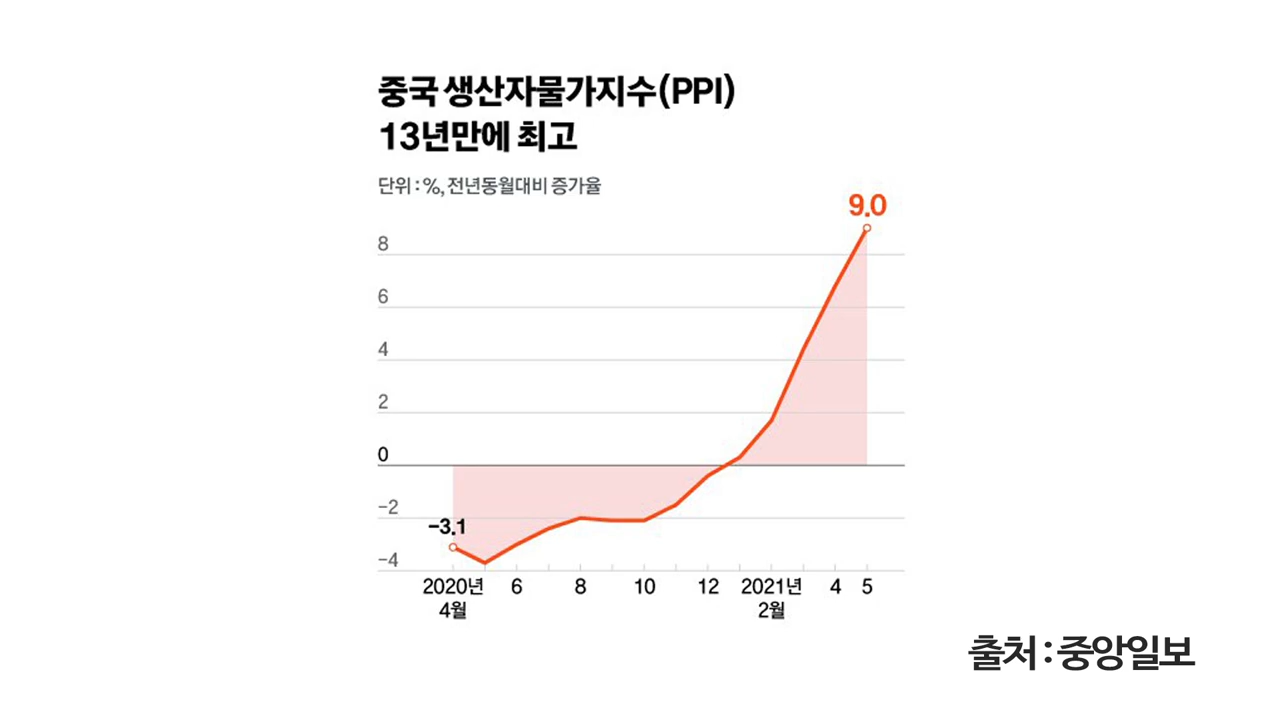 중국 생산자물가지수(PPI)
13년만에 최고
단위 : %, 전년동월대비 증가율
9.0
8
6
4
2
0
-2
-3.1
-4
2020년 6 8 10 12 2021년 4 5
4월 2월
출처 : 중앙일보